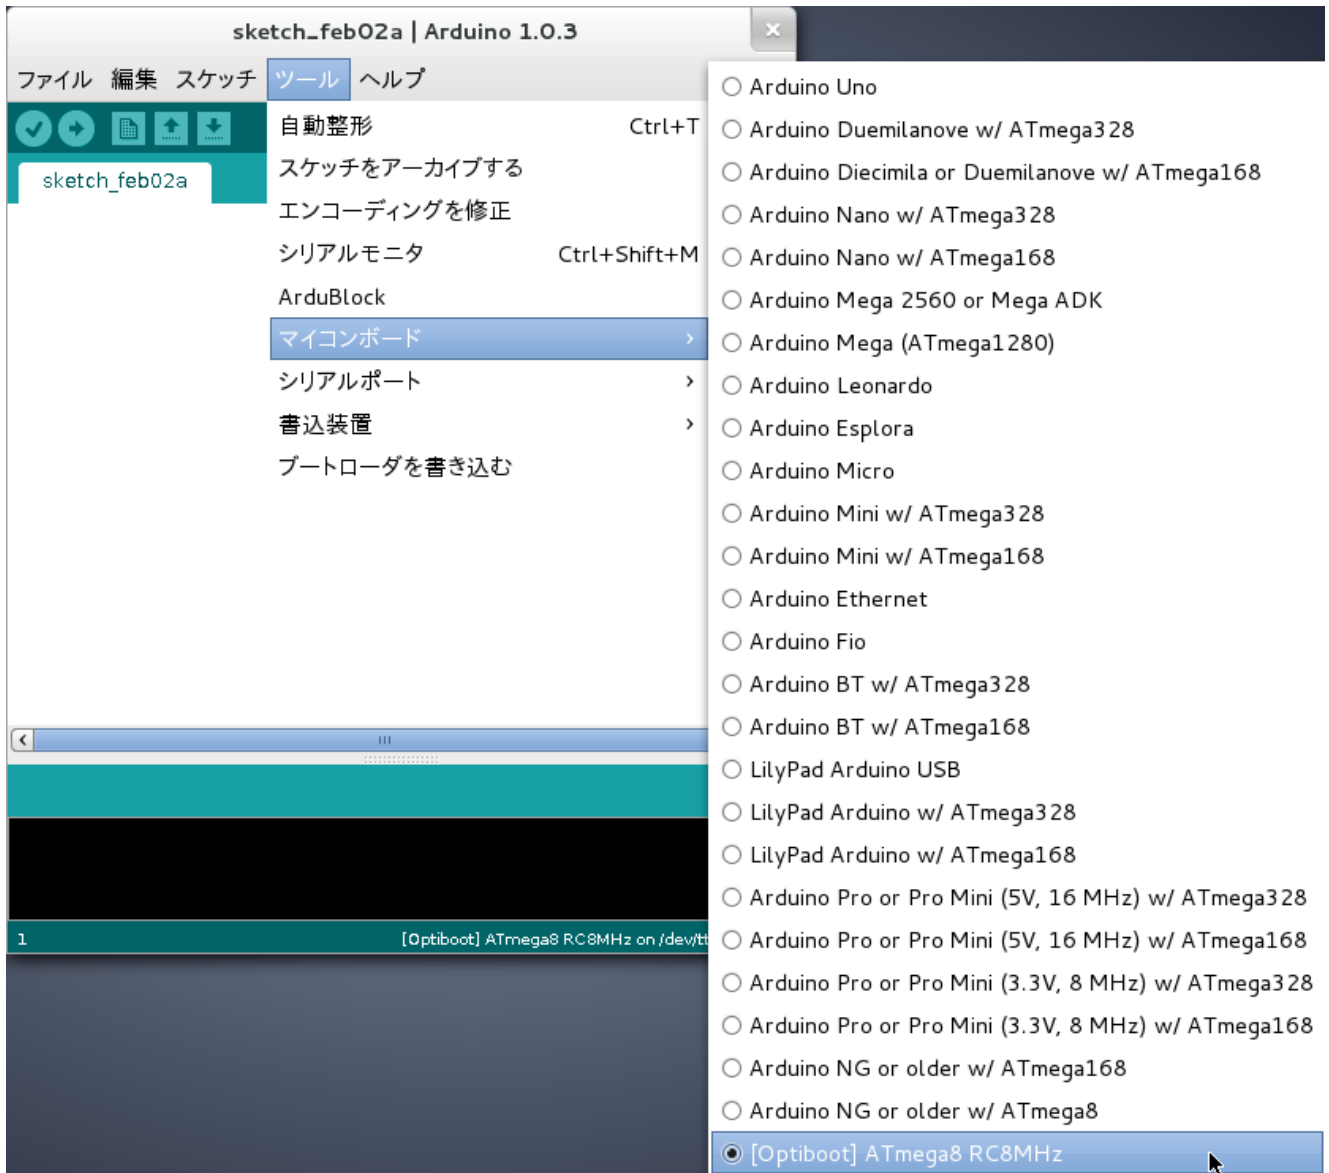 sketch_feb02a | Arduino 1.0.3
ファイル 編集 スケッチ ツール ヘルプ
sketch_feb02a
自動整形 Ctrl+T
スケッチをアーカイブする
エンコーディングを修正
シリアルモニタ Ctrl+Shift+M
ArduBlock
マイコンボード
シリアルポート
書込装置
ブートローダを書き込む
Arduino Uno
Arduino Duemilanove w/ ATmega328
Arduino Diecimila or Duemilanove w/ ATmega168
Arduino Nano w/ ATmega328
Arduino Nano w/ ATmega168
Arduino Mega 2560 or Mega ADK
Arduino Mega (ATmega1280)
Arduino Leonardo
Arduino Esplora
Arduino Micro
Arduino Mini w/ ATmega328
Arduino Mini w/ ATmega168
Arduino Ethernet
Arduino Fio
Arduino BT w/ ATmega328
Arduino BT w/ ATmega168
LilyPad Arduino USB
LilyPad Arduino w/ ATmega328
LilyPad Arduino w/ ATmega168
Arduino Pro or Pro Mini (5V, 16 MHz) w/ ATmega328
Arduino Pro or Pro Mini (5V, 16 MHz) w/ ATmega168
Arduino Pro or Pro Mini (3.3V, 8 MHz) w/ ATmega328
Arduino Pro or Pro Mini (3.3V, 8 MHz) w/ ATmega168
Arduino NG or older w/ ATmega168
Arduino NG or older w/ ATmega8
[Optiboot] ATmega8 RC8MHz
1 [Optiboot] ATmega8 RC8MHz on /dev/tt